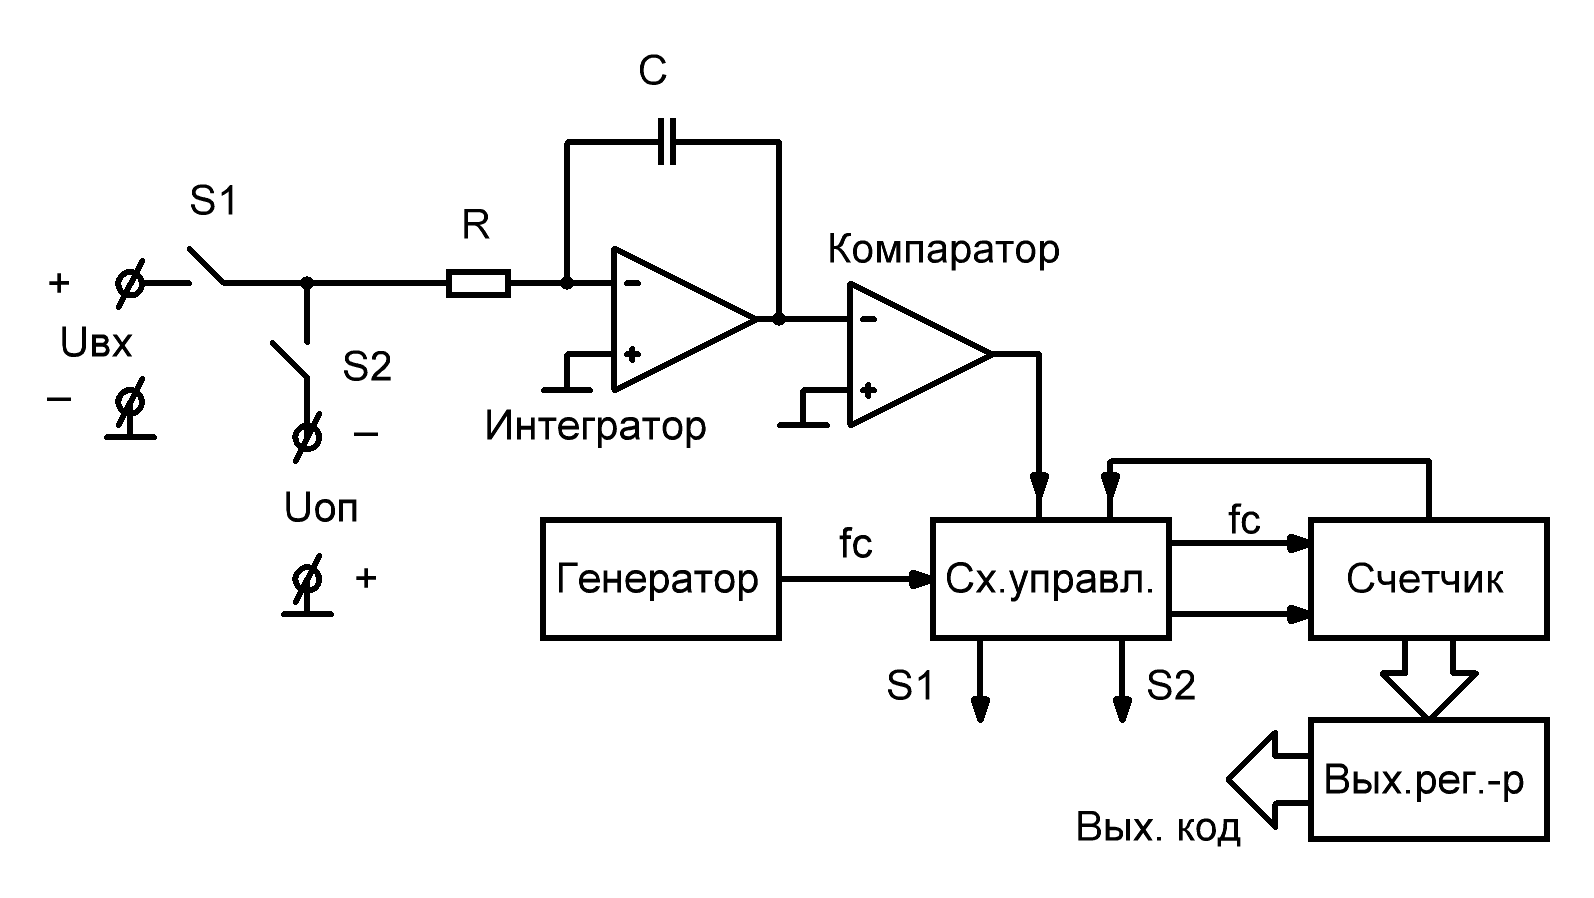 C
S1
R
Компаратор
+
−
Uвх
−
+
−
+
S2
−
Интегратор
−
Uоп
+
fc
fc
Генератор
Сх.управл.
Счетчик
S1
S2
Вых.рег.-р
Вых. код